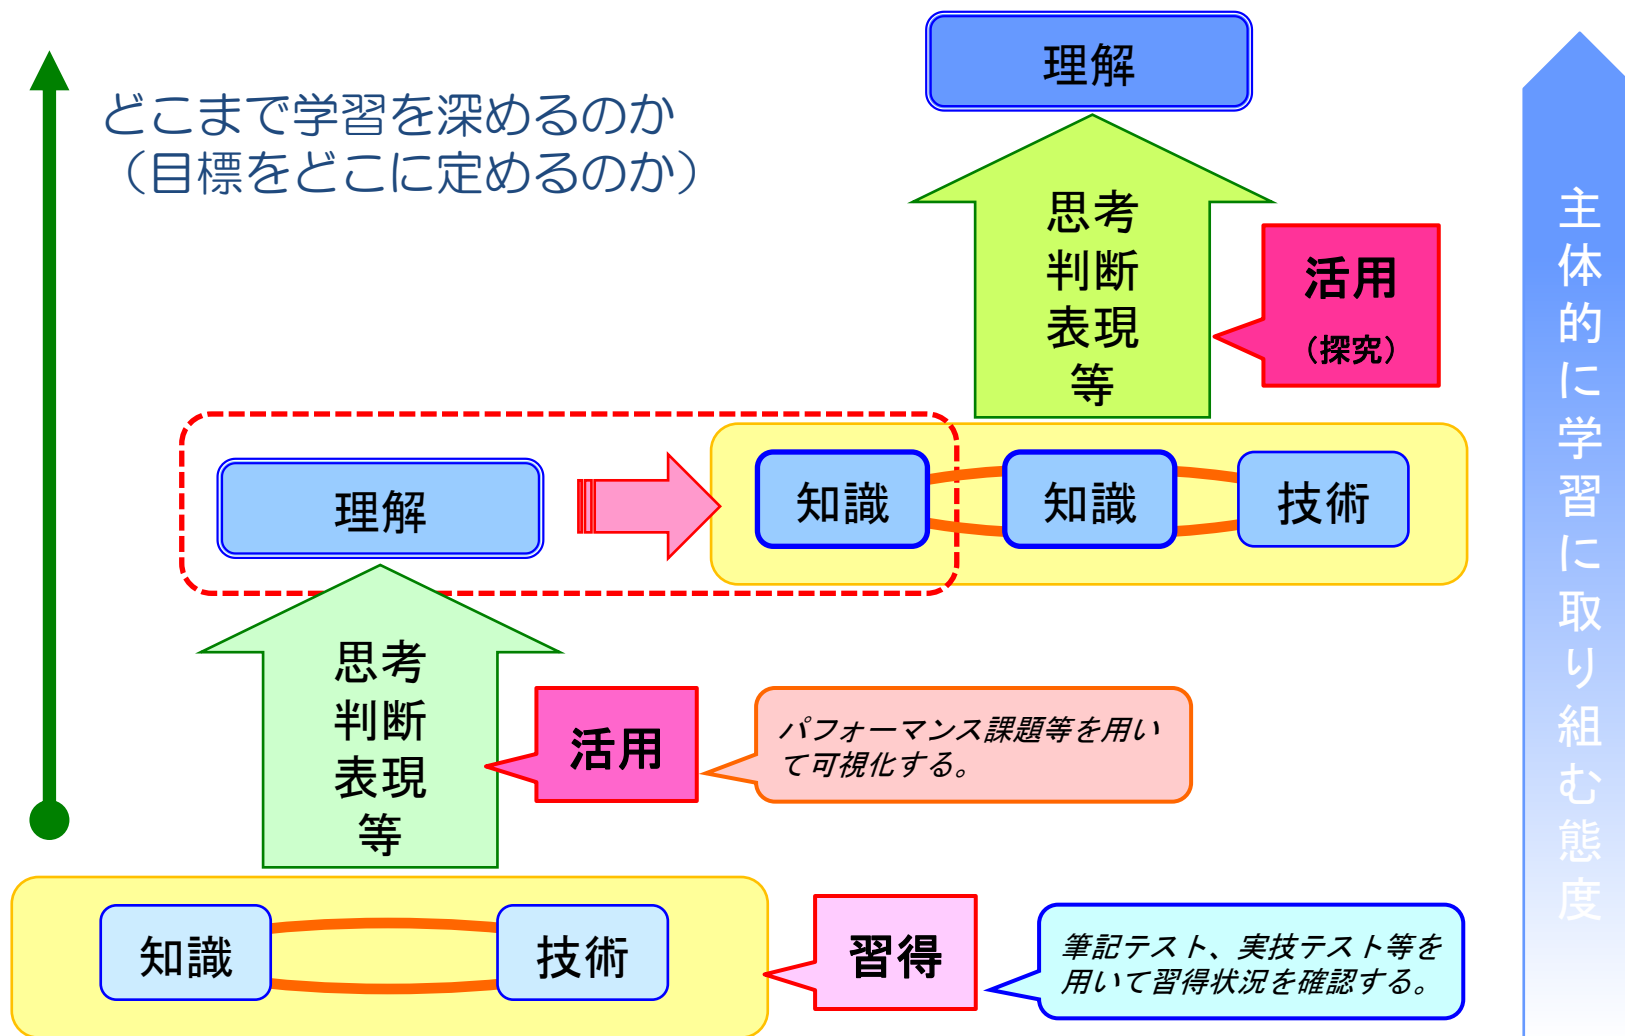 理解
どこまで学習を深めるのか
（目標をどこに定めるのか）
思考
判断
表現
等
活用
（探究）
主体的に学習に取り組む態度
理解
知識
知識
技術
思考
判断
表現
等
活用
パフォーマンス課題等を用い
て可視化する。
知識
技術
習得
筆記テスト、実技テスト等を
用いて習得状況を確認する。